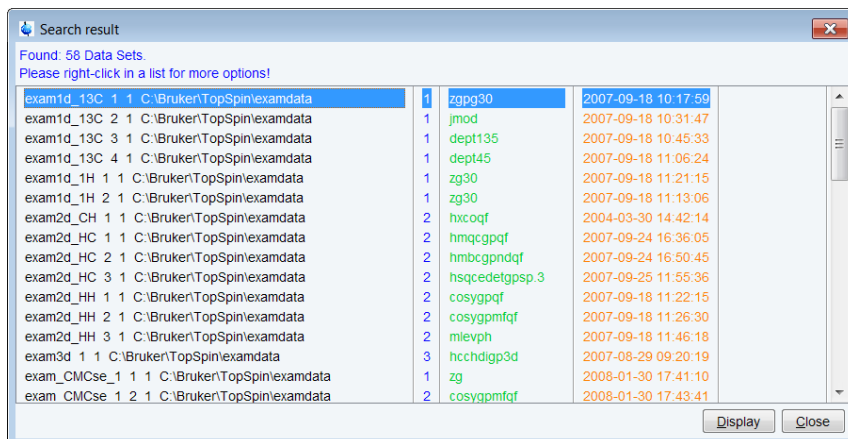 Search result
Found: 58 Data Sets.
Please right-click in a list for more options!
exam1d_13C 1 1 C:\Bruker\TopSpin\examdata 1 zgpg30 2007-09-18 10:17:59
exam1d_13C 2 1 C:\Bruker\TopSpin\examdata 1 jmod 2007-09-18 10:31:47
exam1d_13C 3 1 C:\Bruker\TopSpin\examdata 1 dept135 2007-09-18 10:45:33
exam1d_13C 4 1 C:\Bruker\TopSpin\examdata 1 dept45 2007-09-18 11:06:24
exam1d_1H 1 1 C:\Bruker\TopSpin\examdata 1 zg30 2007-09-18 11:21:15
exam1d_1H 2 1 C:\Bruker\TopSpin\examdata 1 zg30 2007-09-18 11:13:06
exam2d_CH 1 1 C:\Bruker\TopSpin\examdata 2 hxcoqf 2004-03-30 14:42:14
exam2d_HC 1 1 C:\Bruker\TopSpin\examdata 2 hmqcgpqf 2007-09-24 16:36:05
exam2d_HC 2 1 C:\Bruker\TopSpin\examdata 2 hmbcgpndqf 2007-09-24 16:50:45
exam2d_HC 3 1 C:\Bruker\TopSpin\examdata 2 hsqcedetgpsp.3 2007-09-25 11:55:36
exam2d_HH 1 1 C:\Bruker\TopSpin\examdata 2 cosygpqf 2007-09-18 11:22:15
exam2d_HH 2 1 C:\Bruker\TopSpin\examdata 2 cosygpmfqf 2007-09-18 11:26:30
exam2d_HH 3 1 C:\Bruker\TopSpin\examdata 2 mlevph 2007-09-18 11:46:18
exam3d 1 1 C:\Bruker\TopSpin\examdata 3 hcchdigp3d 2007-08-29 09:20:19
exam_CMCse_1 1 1 C:\Bruker\TopSpin\examdata 1 zg 2008-01-30 17:41:10
exam_CMCse_1 2 1 C:\Bruker\TopSpin\examdata 2 cosygpmfqf 2008-01-30 17:43:41
Display Close